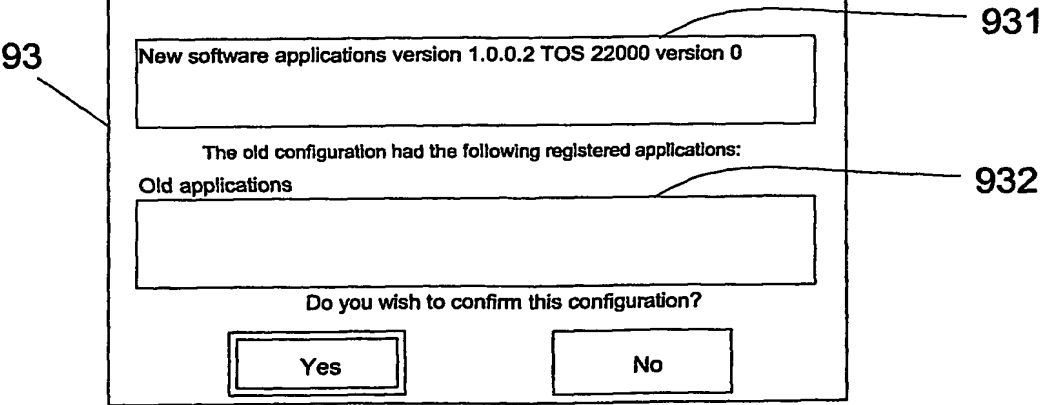 931
New software applications version 1.0.0.2 TOS 22000 version 0
93
The old configuration had the following registered applications:
Old applications
932
Do you wish to confirm this configuration?
Yes
No